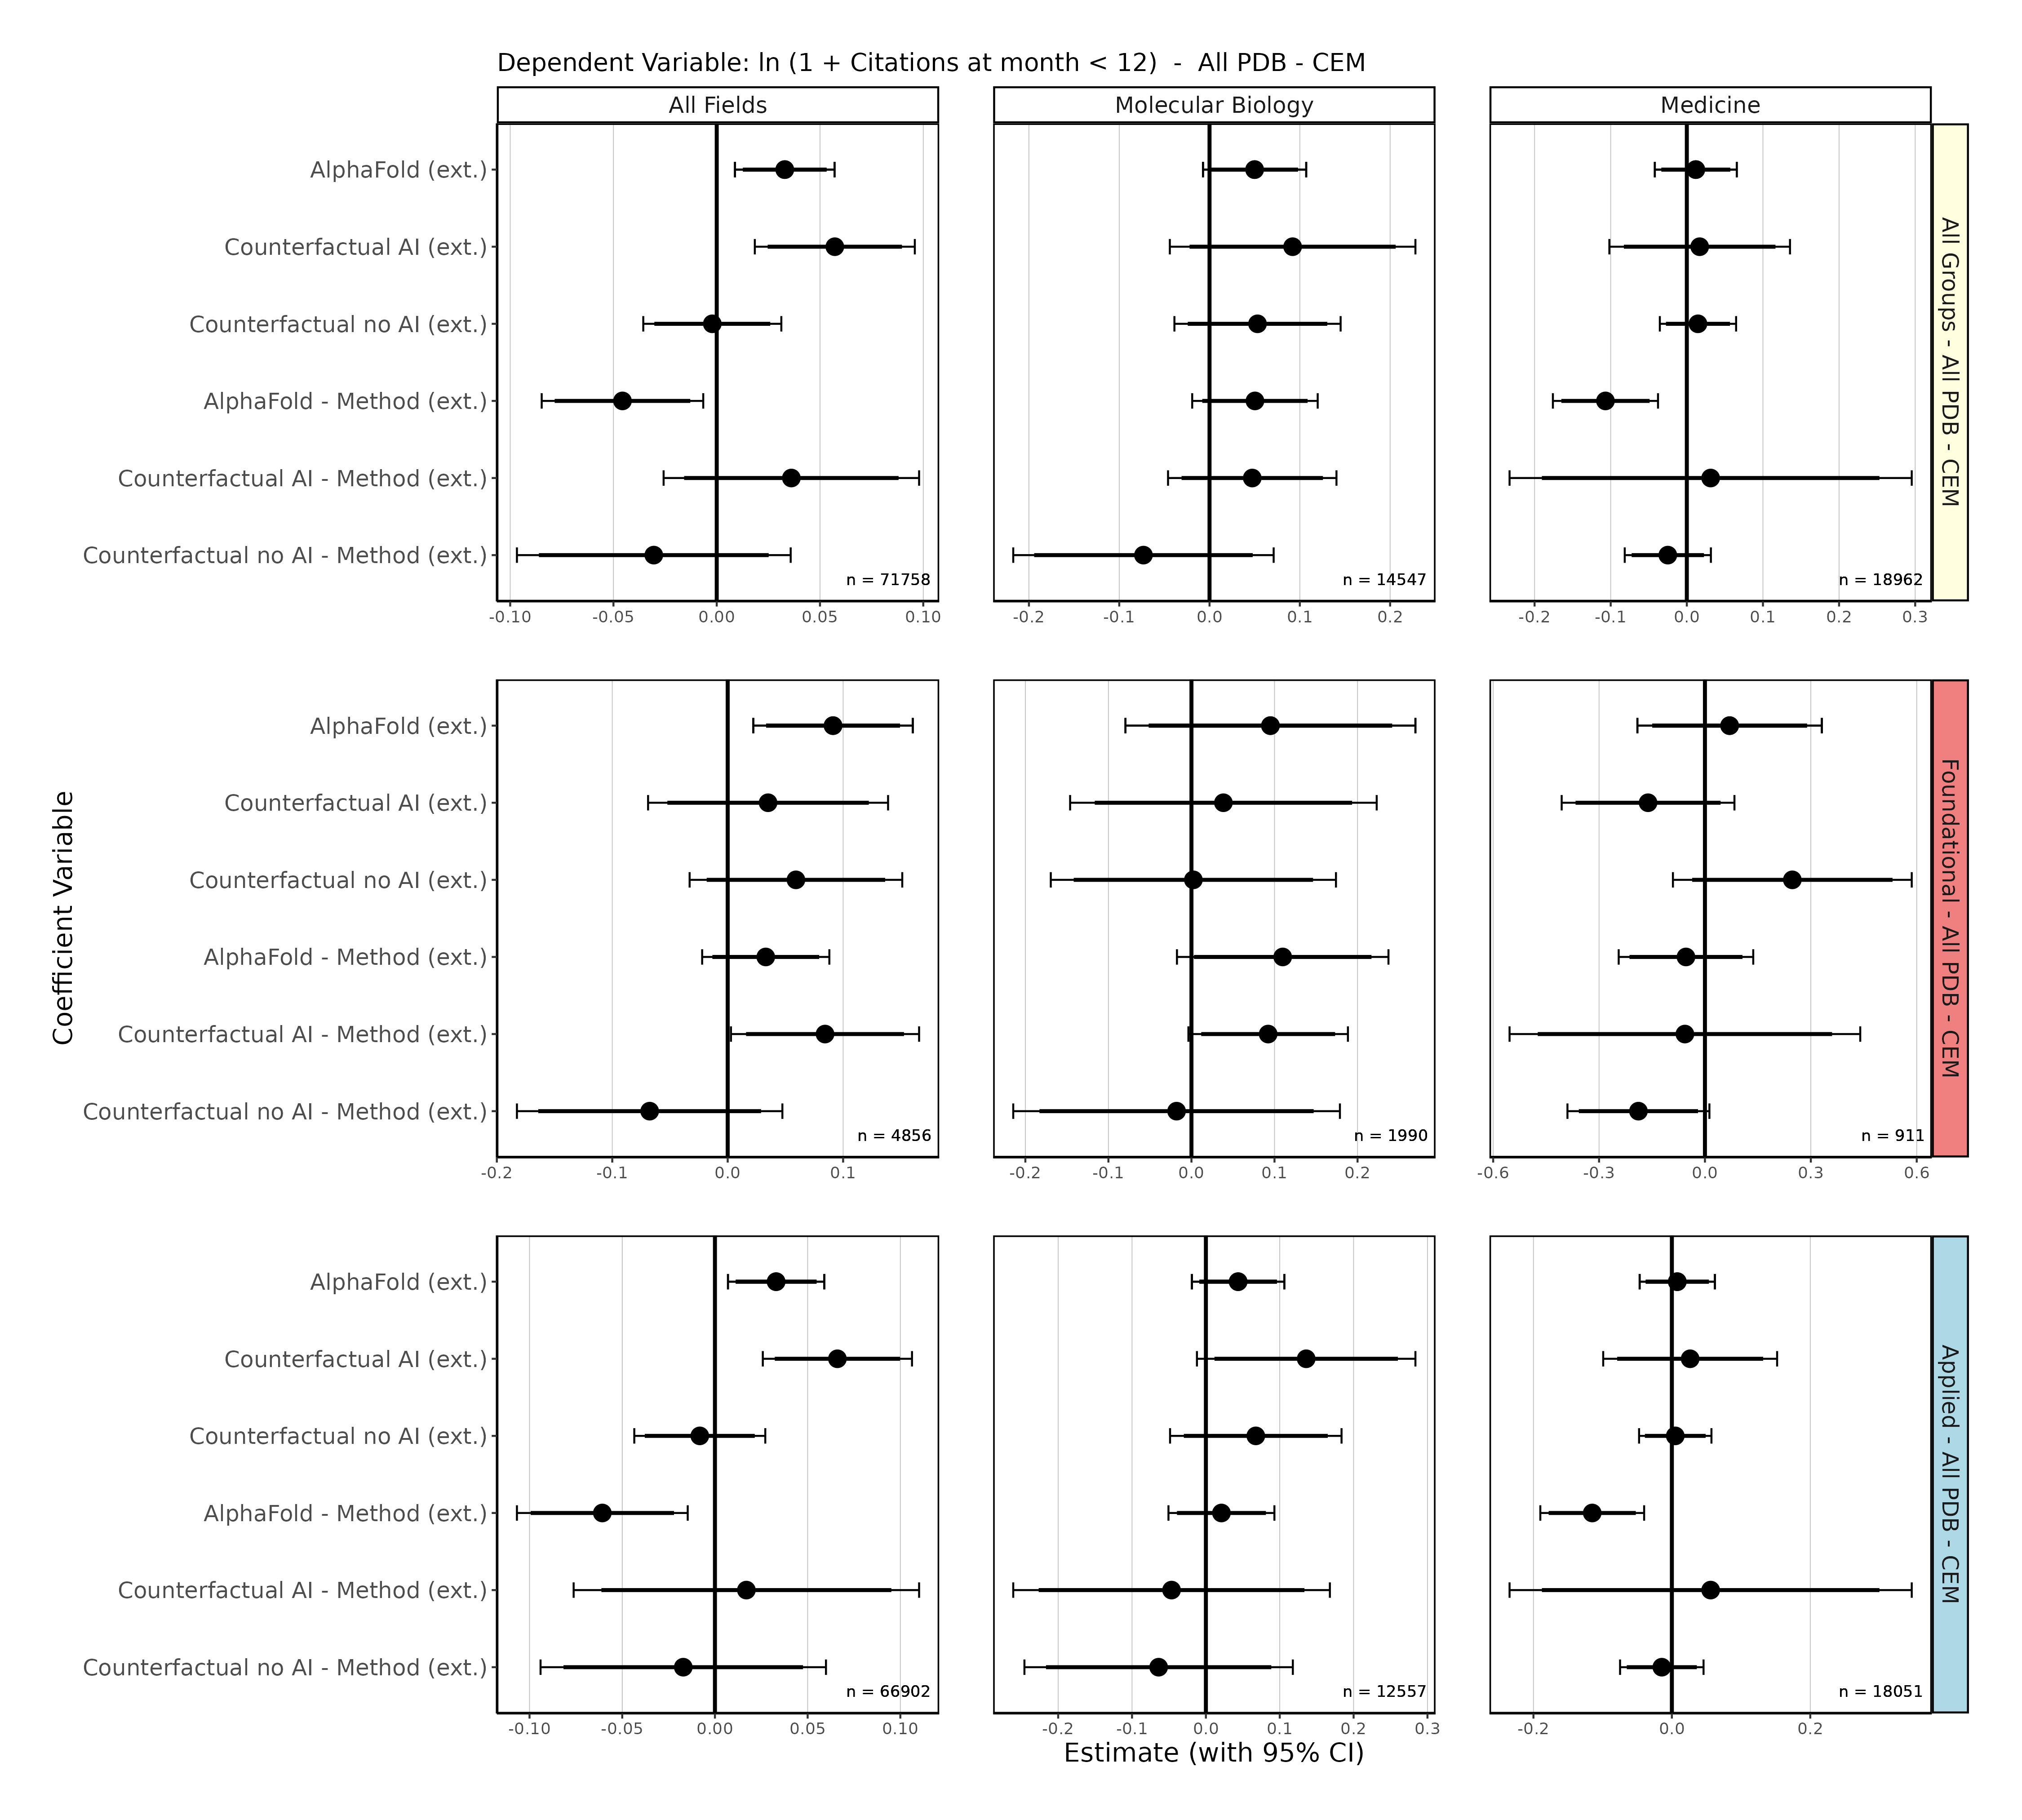 Dependent Variable: ln (1 + Citations at month < 12)  -  All PDB - CEM
All Fields
Molecular Biology
Medicine
Coefficient Variable
AlphaFold (ext.)
Counterfactual AI (ext.)
Counterfactual no AI (ext.)
AlphaFold - Method (ext.)
Counterfactual AI - Method (ext.)
Counterfactual no AI - Method (ext.)
n = 71758
n = 14547
n = 18962
-0.10 -0.05 0.00 0.05 0.10
-0.2 -0.1 0.0 0.1 0.2
-0.2 -0.1 0.0 0.1 0.2 0.3
All Groups - All PDB - CEM
AlphaFold (ext.)
Counterfactual AI (ext.)
Counterfactual no AI (ext.)
AlphaFold - Method (ext.)
Counterfactual AI - Method (ext.)
Counterfactual no AI - Method (ext.)
n = 4856
n = 1990
n = 911
-0.2 -0.1 0.0 0.1
-0.2 -0.1 0.0 0.1 0.2
-0.6 -0.3 0.0 0.3 0.6
Foundational - All PDB - CEM
AlphaFold (ext.)
Counterfactual AI (ext.)
Counterfactual no AI (ext.)
AlphaFold - Method (ext.)
Counterfactual AI - Method (ext.)
Counterfactual no AI - Method (ext.)
n = 66902
n = 12557
n = 18051
-0.10 -0.05 0.00 0.05 0.10
-0.2 -0.1 0.0 0.1 0.2 0.3
-0.2 0.0 0.2
Applied - All PDB - CEM
Estimate (with 95% CI)